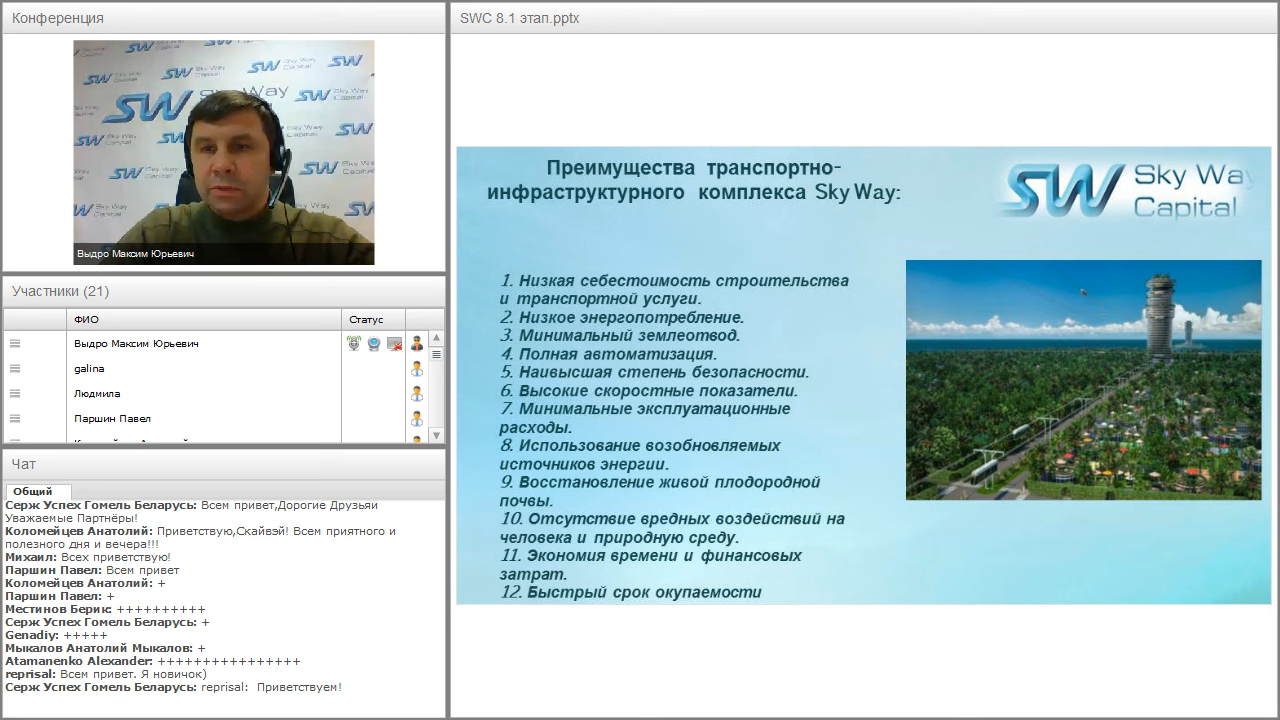 Конференция
SW Sky Way Capital
Выдро Максим Юрьевич
Участники (21)
ФИО
Статус
Выдро Максим Юрьевич
galina
Людмила
Паршин Павел
Чат
Общий
Серж Успех Гомель Беларусь: Всем привет,Дорогие Друзьяи
Уважаемые Партнёры!
Коломейцев Анатолий: Приветствую,Скайвэй! Всем приятного и
полезного дня и вечера!!!
Михаил: Всех приветствую!
Паршин Павел: Всем привет
Коломейцев Анатолий: +
Паршин Павел: +
Местинов Берик: ++++++++++
Серж Успех Гомель Беларусь: +
Genadiy: +++++
Мыкалов Анатолий Мыкалов: +
Atamanenko Alexander: ++++++++++++++++
reprisal: Всем привет. Я новичок)
Серж Успех Гомель Беларусь: reprisal: Приветствуем!
SWC 8.1 этап.pptx
Преимущества транспортно-
инфраструктурного комплекса Sky Way:
SW Sky Way
Capital
1. Низкая себестоимость строительства
и транспортной услуги.
2. Низкое энергопотребление.
3. Минимальный землеотвод.
4. Полная автоматизация.
5. Наивысшая степень безопасности.
6. Высокие скоростные показатели.
7. Минимальные эксплуатационные
расходы.
8. Использование возобновляемых
источников энергии.
9. Восстановление живой плодородной
почвы.
10. Отсутствие вредных воздействий на
человека и природную среду.
11. Экономия времени и финансовых
затрат.
12. Быстрый срок окупаемости